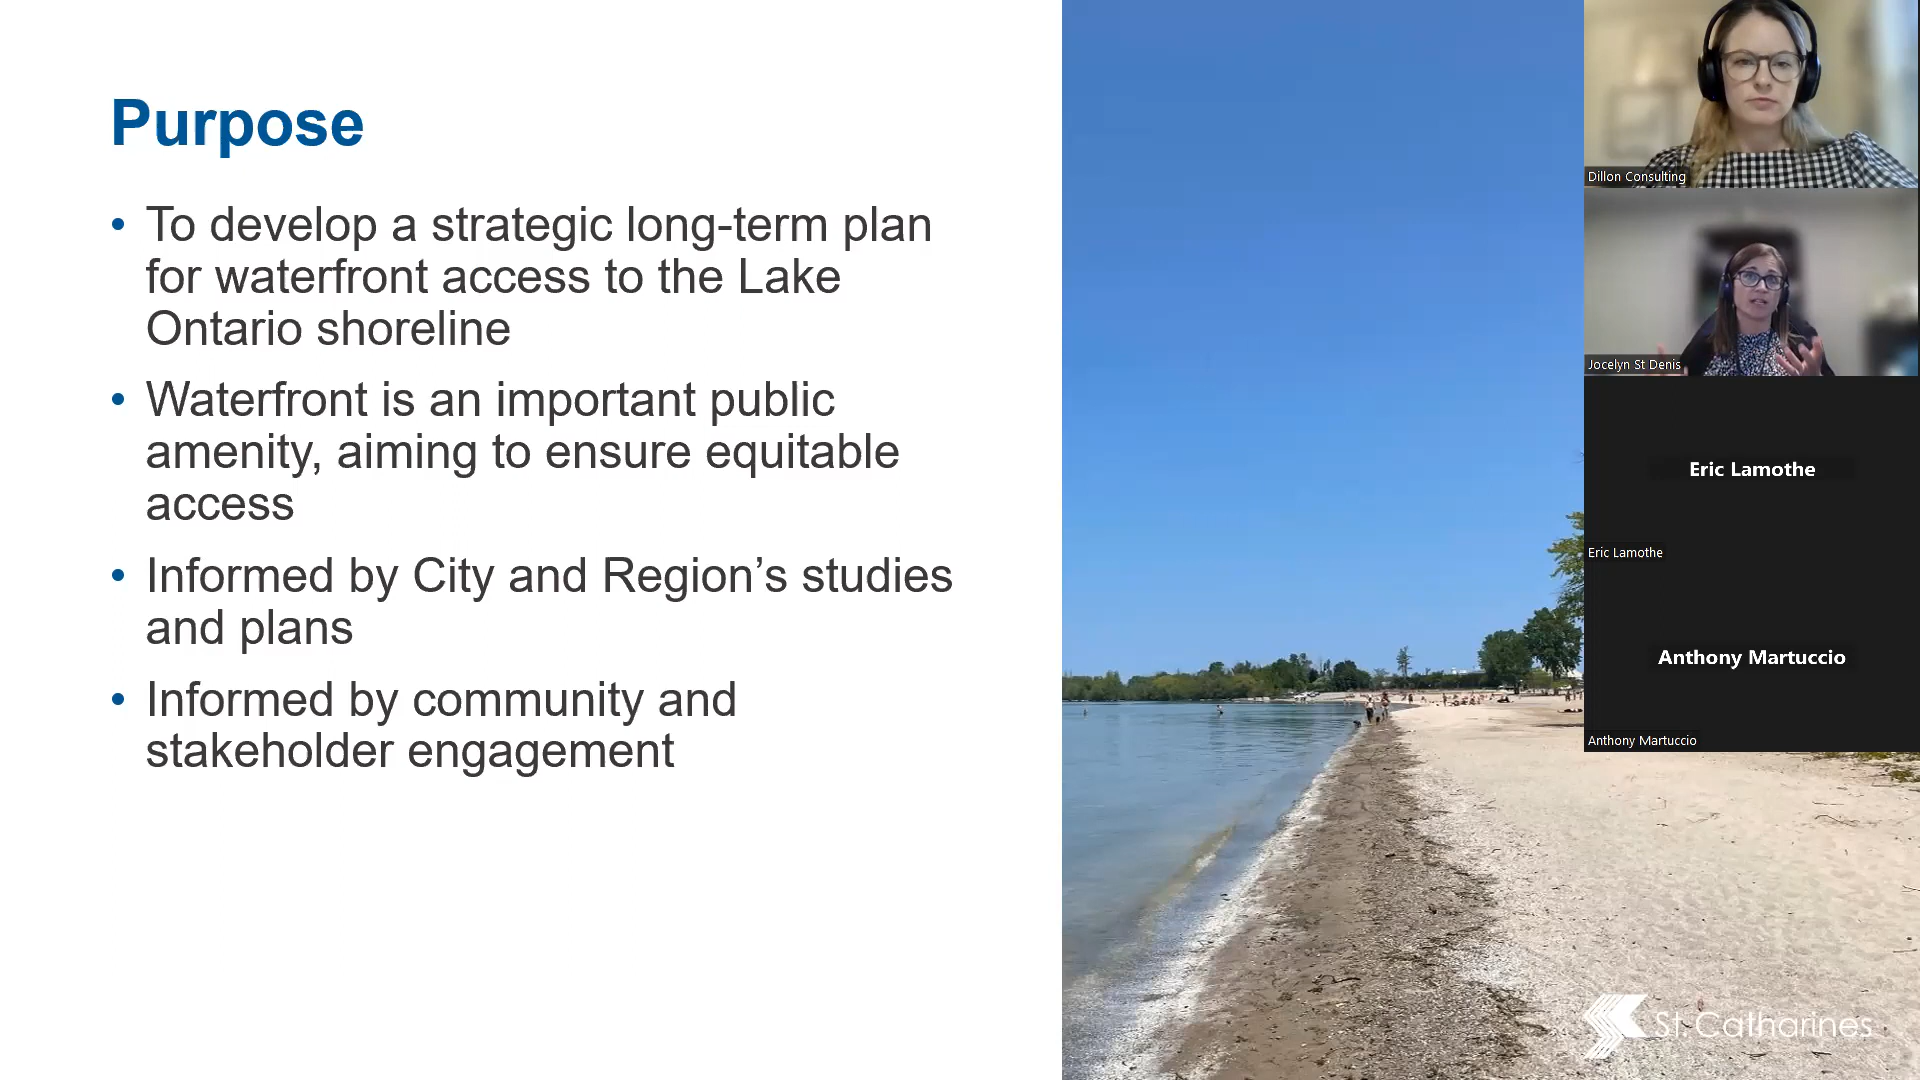 Purpose
• To develop a strategic long-term plan
for waterfront access to the Lake
Ontario shoreline
• Waterfront is an important public
amenity, aiming to ensure equitable
access
• Informed by City and Region’s studies
and plans
• Informed by community and
stakeholder engagement
Dillon Consulting
Jocelyn St Denis
Eric Lamothe
Eric Lamothe
Anthony Martuccio
Anthony Martuccio
St. Catharines